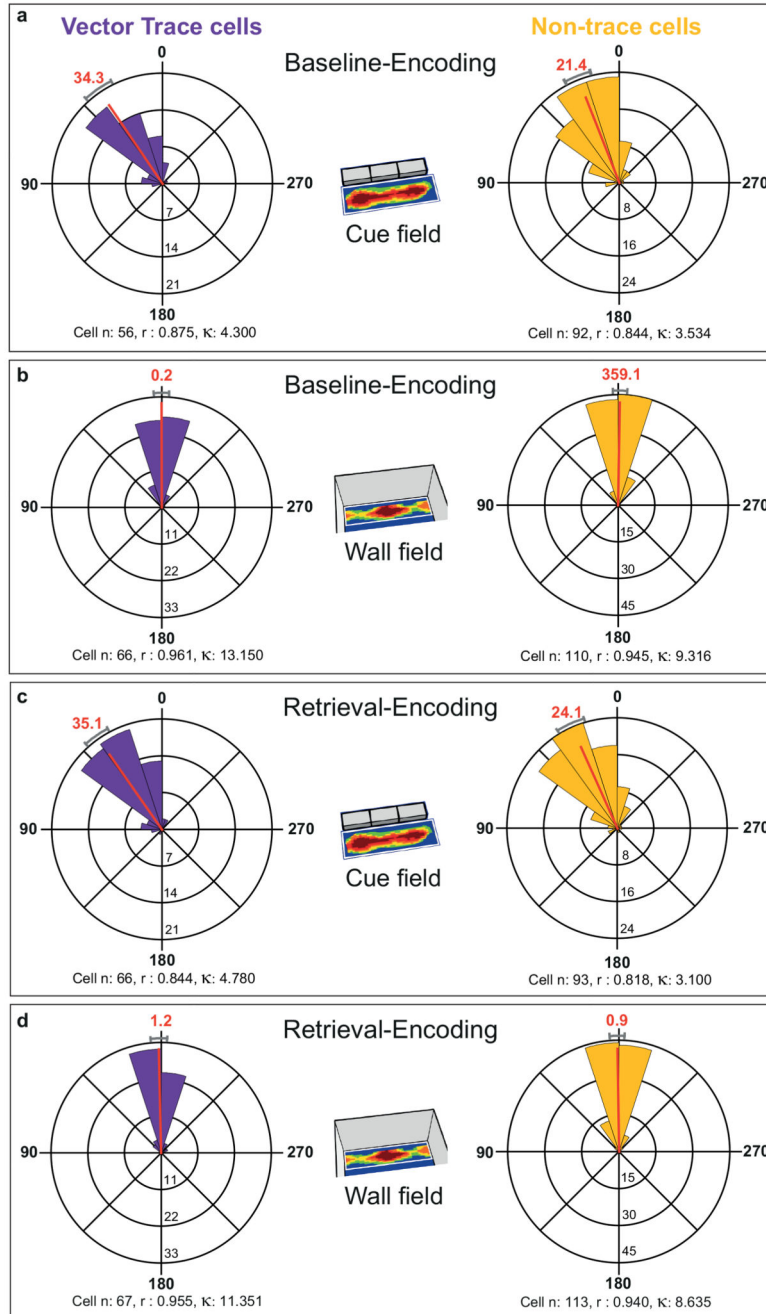 a
Vector Trace cells
Non-trace cells
Baseline-Encoding
0
0
34.3
21.4
90
270
90
270
7
14
21
8
16
24
Cue field
180
180
Cell n: 56, r : 0.875, κ: 4.300
Cell n: 92, r : 0.844, κ: 3.534
b
Baseline-Encoding
0.2
359.1
90
270
90
270
11
22
33
15
30
45
Wall field
180
180
Cell n: 66, r : 0.961, κ: 13.150
Cell n: 110, r : 0.945, κ: 9.316
c
Retrieval-Encoding
0
0
35.1
24.1
90
270
90
270
7
14
21
8
16
24
Cue field
180
180
Cell n: 66, r : 0.844, κ: 4.780
Cell n: 93, r : 0.818, κ: 3.100
d
Retrieval-Encoding
1.2
0.9
90
270
90
270
11
22
33
15
30
45
Wall field
180
180
Cell n: 67, r : 0.955, κ: 11.351
Cell n: 113, r : 0.940, κ: 8.635